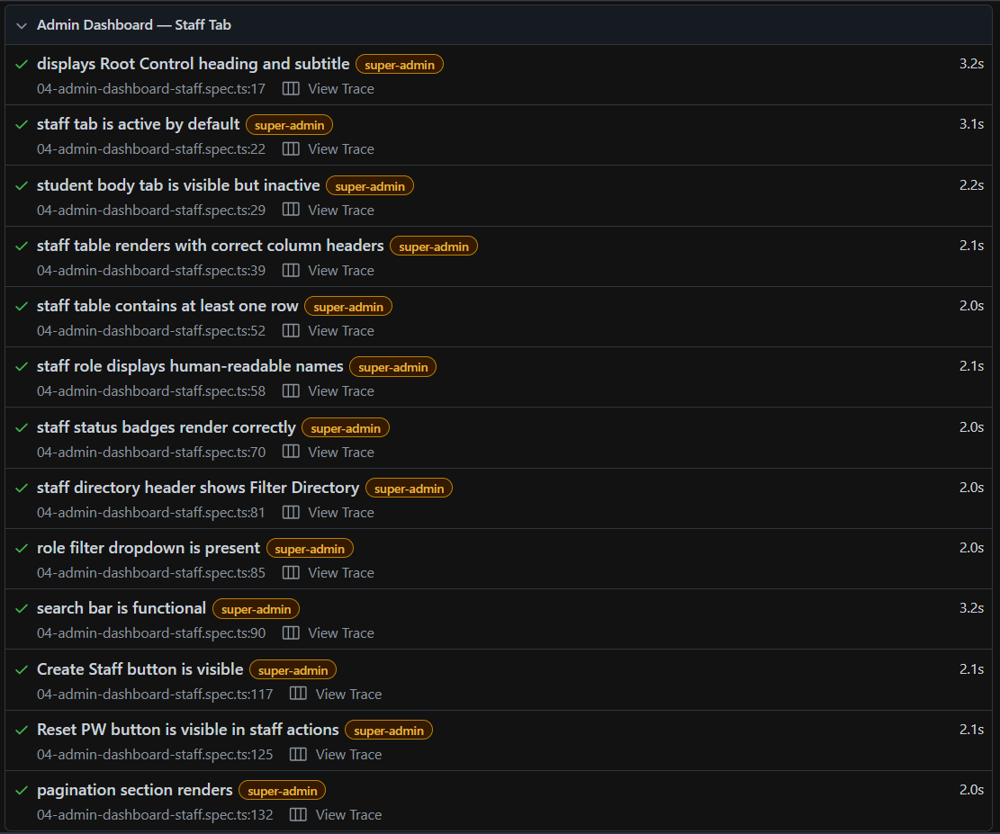 Admin Dashboard — Staff Tab
displays Root Control heading and subtitle super-admin 3.2s
04-admin-dashboard-staff.spec.ts:17 View Trace
staff tab is active by default super-admin 3.1s
04-admin-dashboard-staff.spec.ts:22 View Trace
student body tab is visible but inactive super-admin 2.2s
04-admin-dashboard-staff.spec.ts:29 View Trace
staff table renders with correct column headers super-admin 2.1s
04-admin-dashboard-staff.spec.ts:39 View Trace
staff table contains at least one row super-admin 2.0s
04-admin-dashboard-staff.spec.ts:52 View Trace
staff role displays human-readable names super-admin 2.1s
04-admin-dashboard-staff.spec.ts:58 View Trace
staff status badges render correctly super-admin 2.0s
04-admin-dashboard-staff.spec.ts:70 View Trace
staff directory header shows Filter Directory super-admin 2.0s
04-admin-dashboard-staff.spec.ts:81 View Trace
role filter dropdown is present super-admin 2.0s
04-admin-dashboard-staff.spec.ts:85 View Trace
search bar is functional super-admin 3.2s
04-admin-dashboard-staff.spec.ts:90 View Trace
Create Staff button is visible super-admin 2.1s
04-admin-dashboard-staff.spec.ts:117 View Trace
Reset PW button is visible in staff actions super-admin 2.1s
04-admin-dashboard-staff.spec.ts:125 View Trace
pagination section renders super-admin 2.0s
04-admin-dashboard-staff.spec.ts:132 View Trace